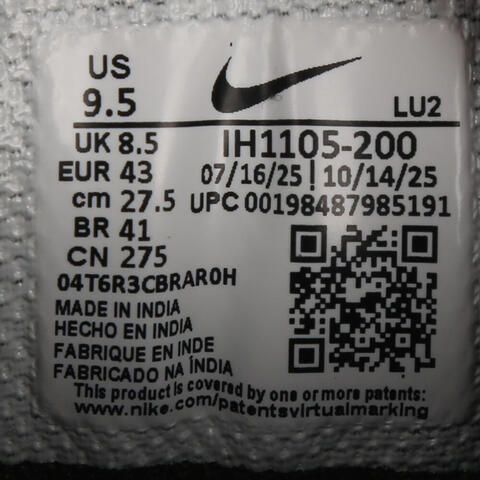 US
9.5
LU2
UK 8.5
IH1105-200
EUR 43
07/16/25 | 10/14/25
cm 27.5
UPC 00198487985191
BR 41
CN 275
04T6R3CBRAR0H
MADE IN INDIA
HECHO EN INDIA
FABRIQUE EN INDE
FABRICADO NA ÍNDIA
This product is covered by one or more patents:
www.nike.com/patentsvirtualmarking